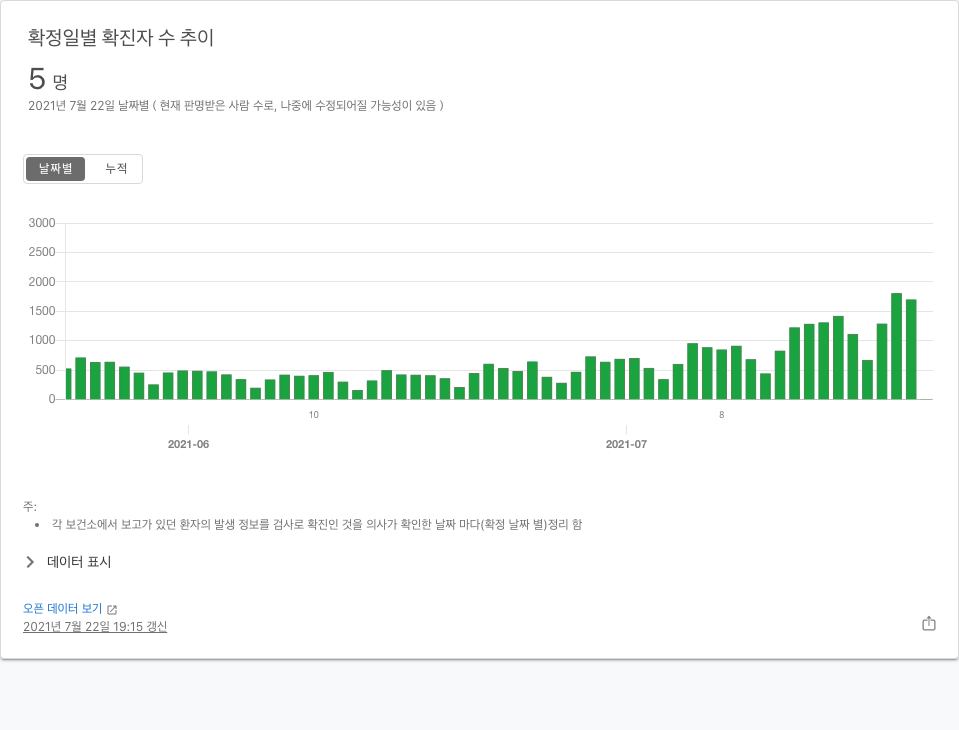 확정일별 확진자 수 추이
5 명
2021년 7월 22일 날짜별 ( 현재 판명받은 사람 수로, 나중에 수정되어질 가능성이 있음 )
날짜별 누적
3000
2500
2000
1500
1000
500
0
10 8
2021-06 2021-07
주:
• 각 보건소에서 보고가 있던 환자의 발생 정보를 검사로 확진인 것을 의사가 확인한 날짜 마다(확정 날짜 별)정리 함
데이터 표시
오픈 데이터 보기
2021년 7월 22일 19:15 갱신